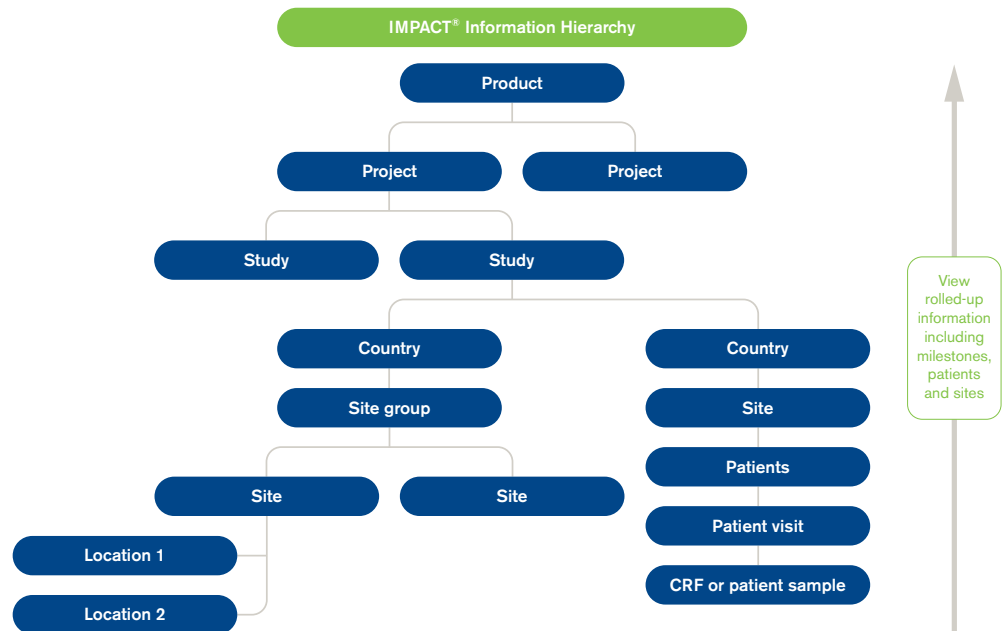 IMPACT® Information Hierarchy
Product
Project
Project
Study
Study
Country
Country
Site group
Site
Patients
Site
Site
Patient visit
Location 1
CRF or patient sample
Location 2
View
rolled-up
information
including
milestones,
patients
and sites